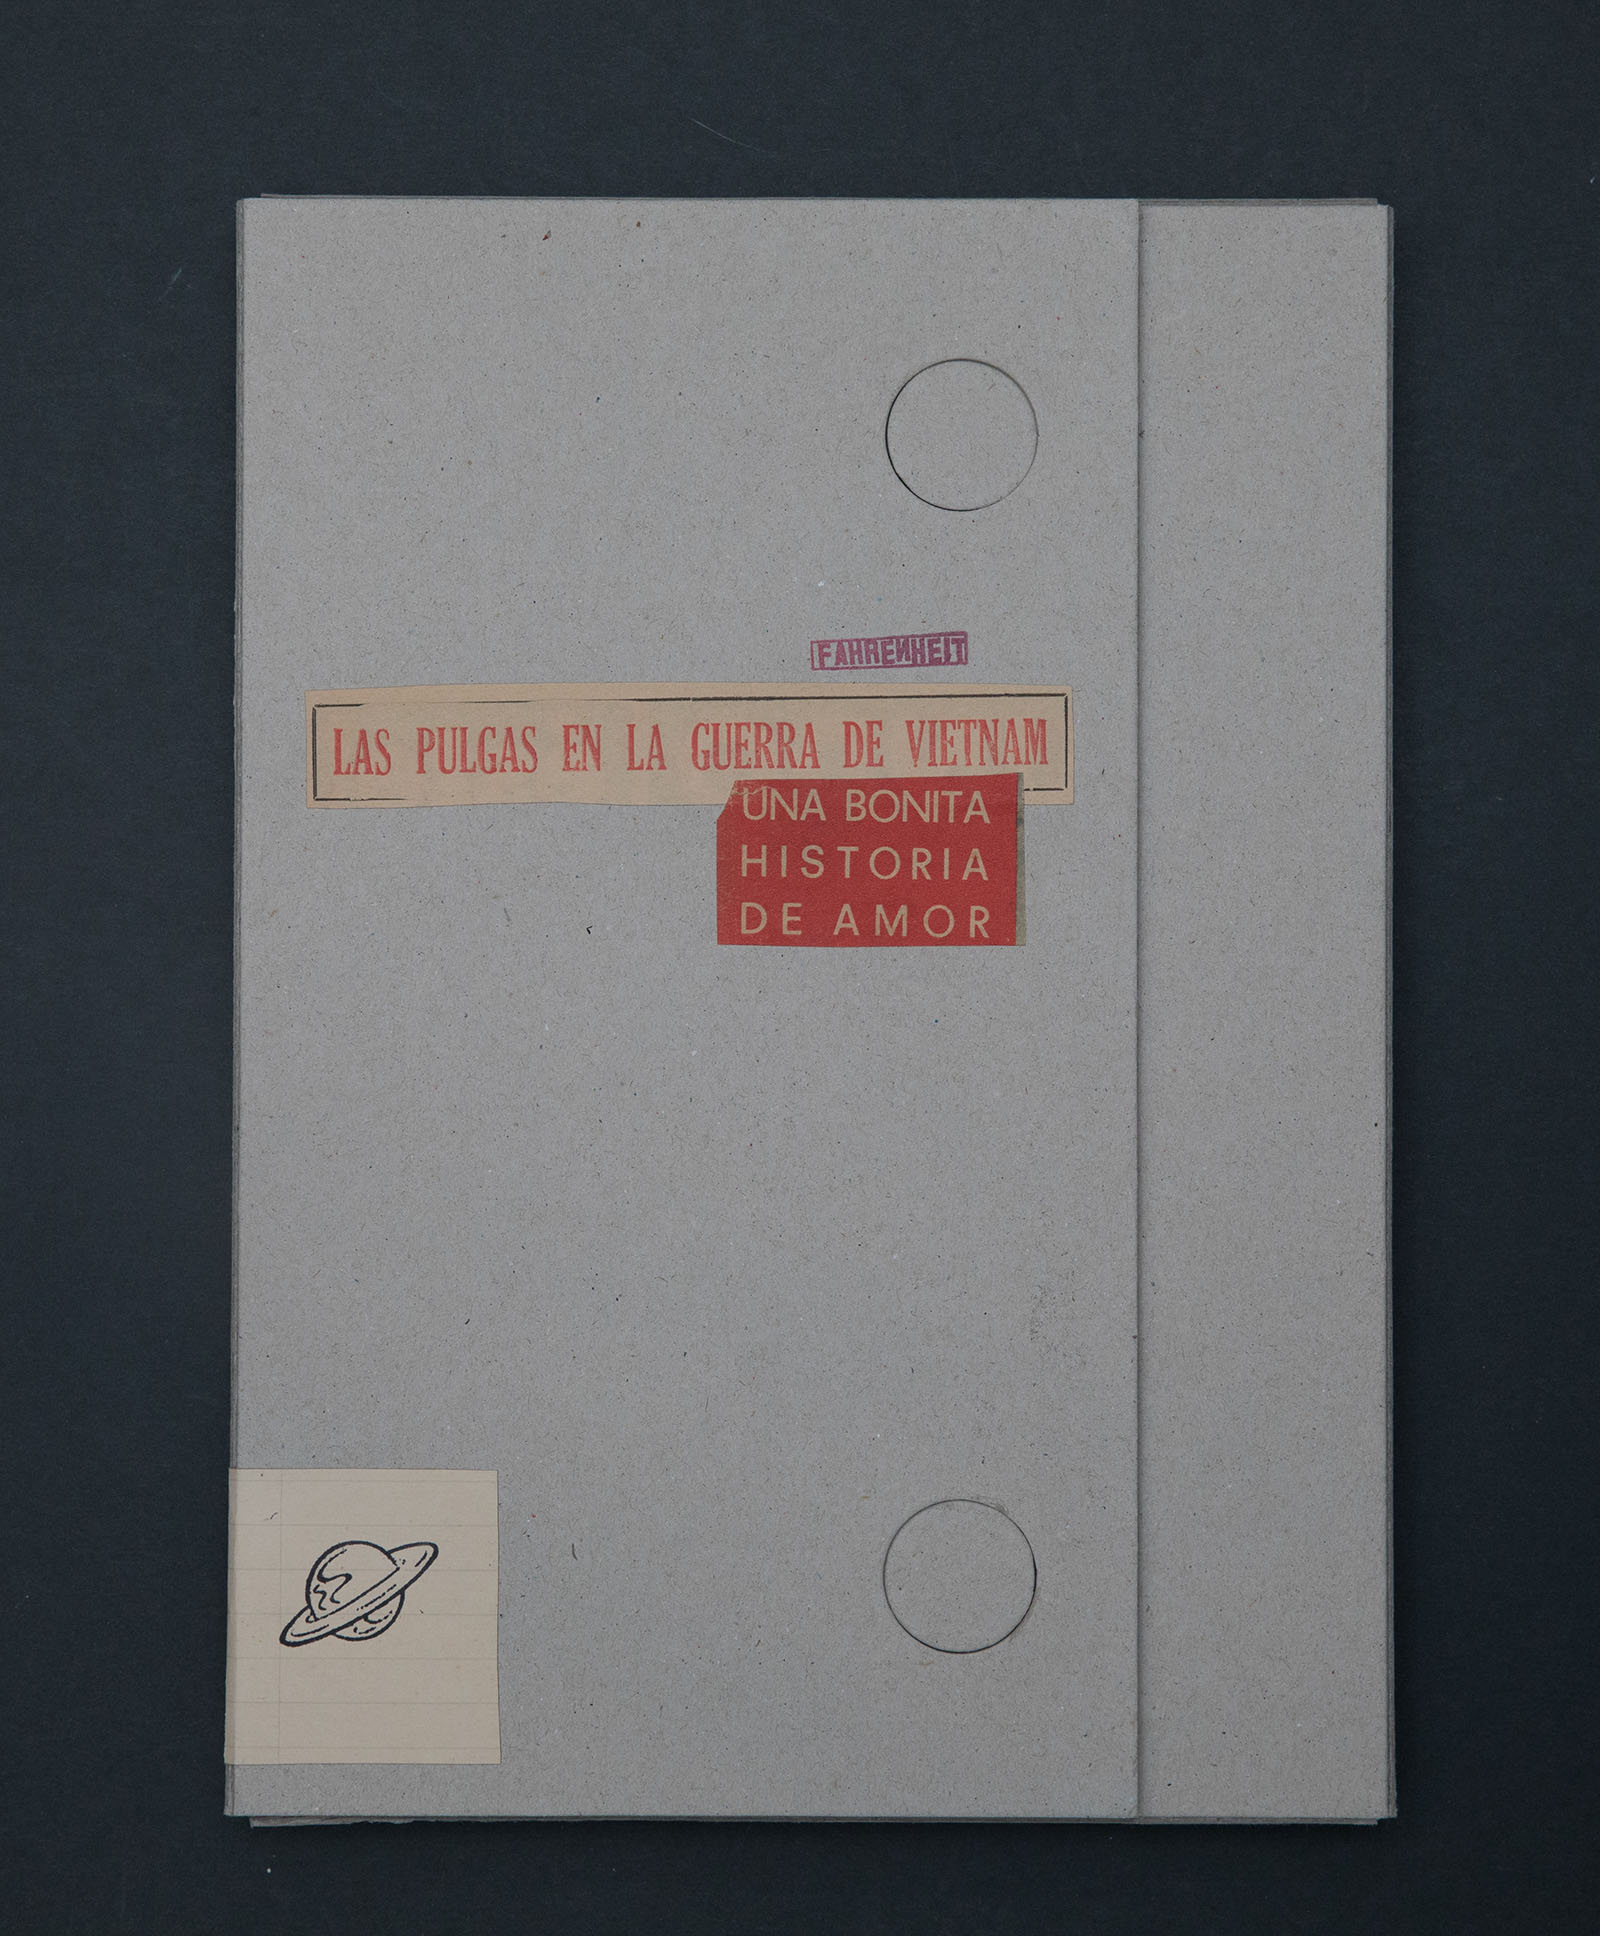 FAHRENHEIT
LAS PULGAS EN LA GUERRA DE VIETNAM
UNA BONITA
HISTORIA
DE AMOR